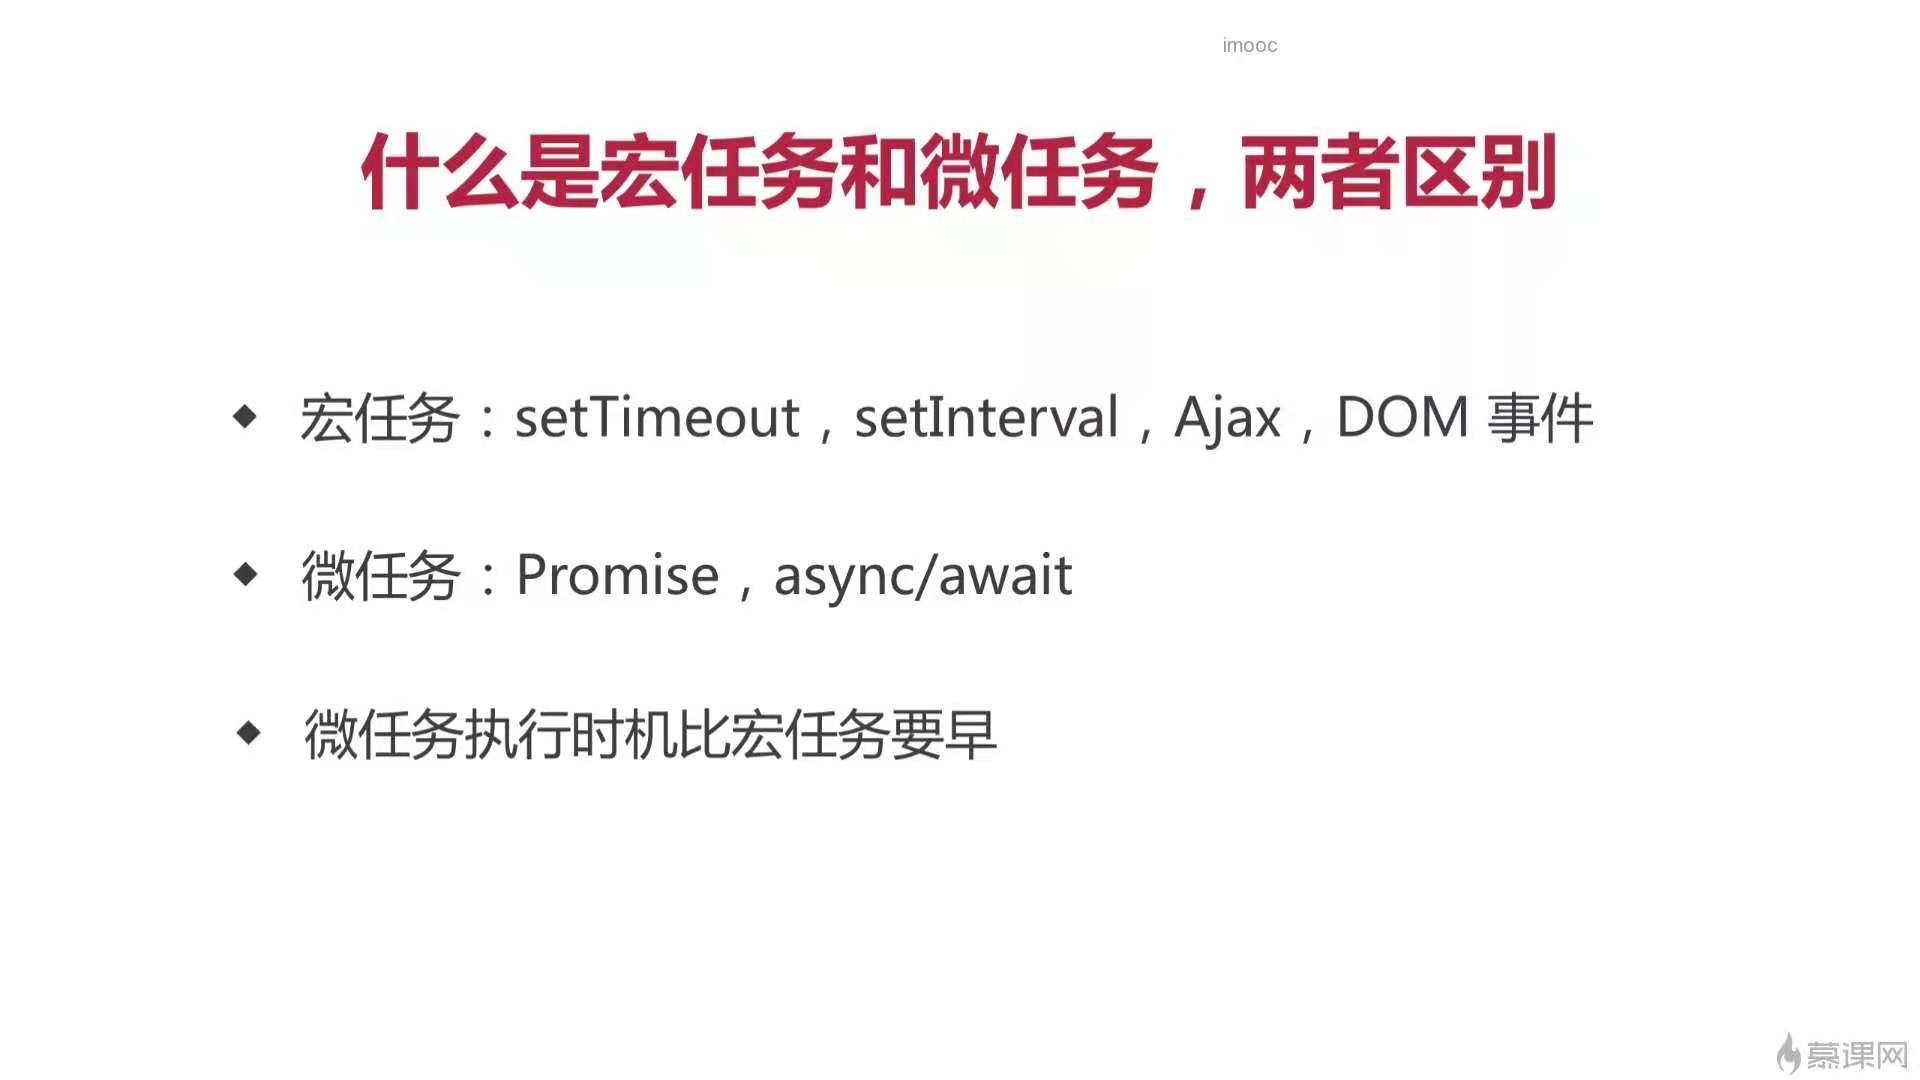 imooc
什么是宏任务和微任务，两者区别
◆ 宏任务：setTimeout，setInterval，Ajax，DOM 事件
◆ 微任务：Promise，async/await
◆ 微任务执行时机比宏任务要早
慕课网